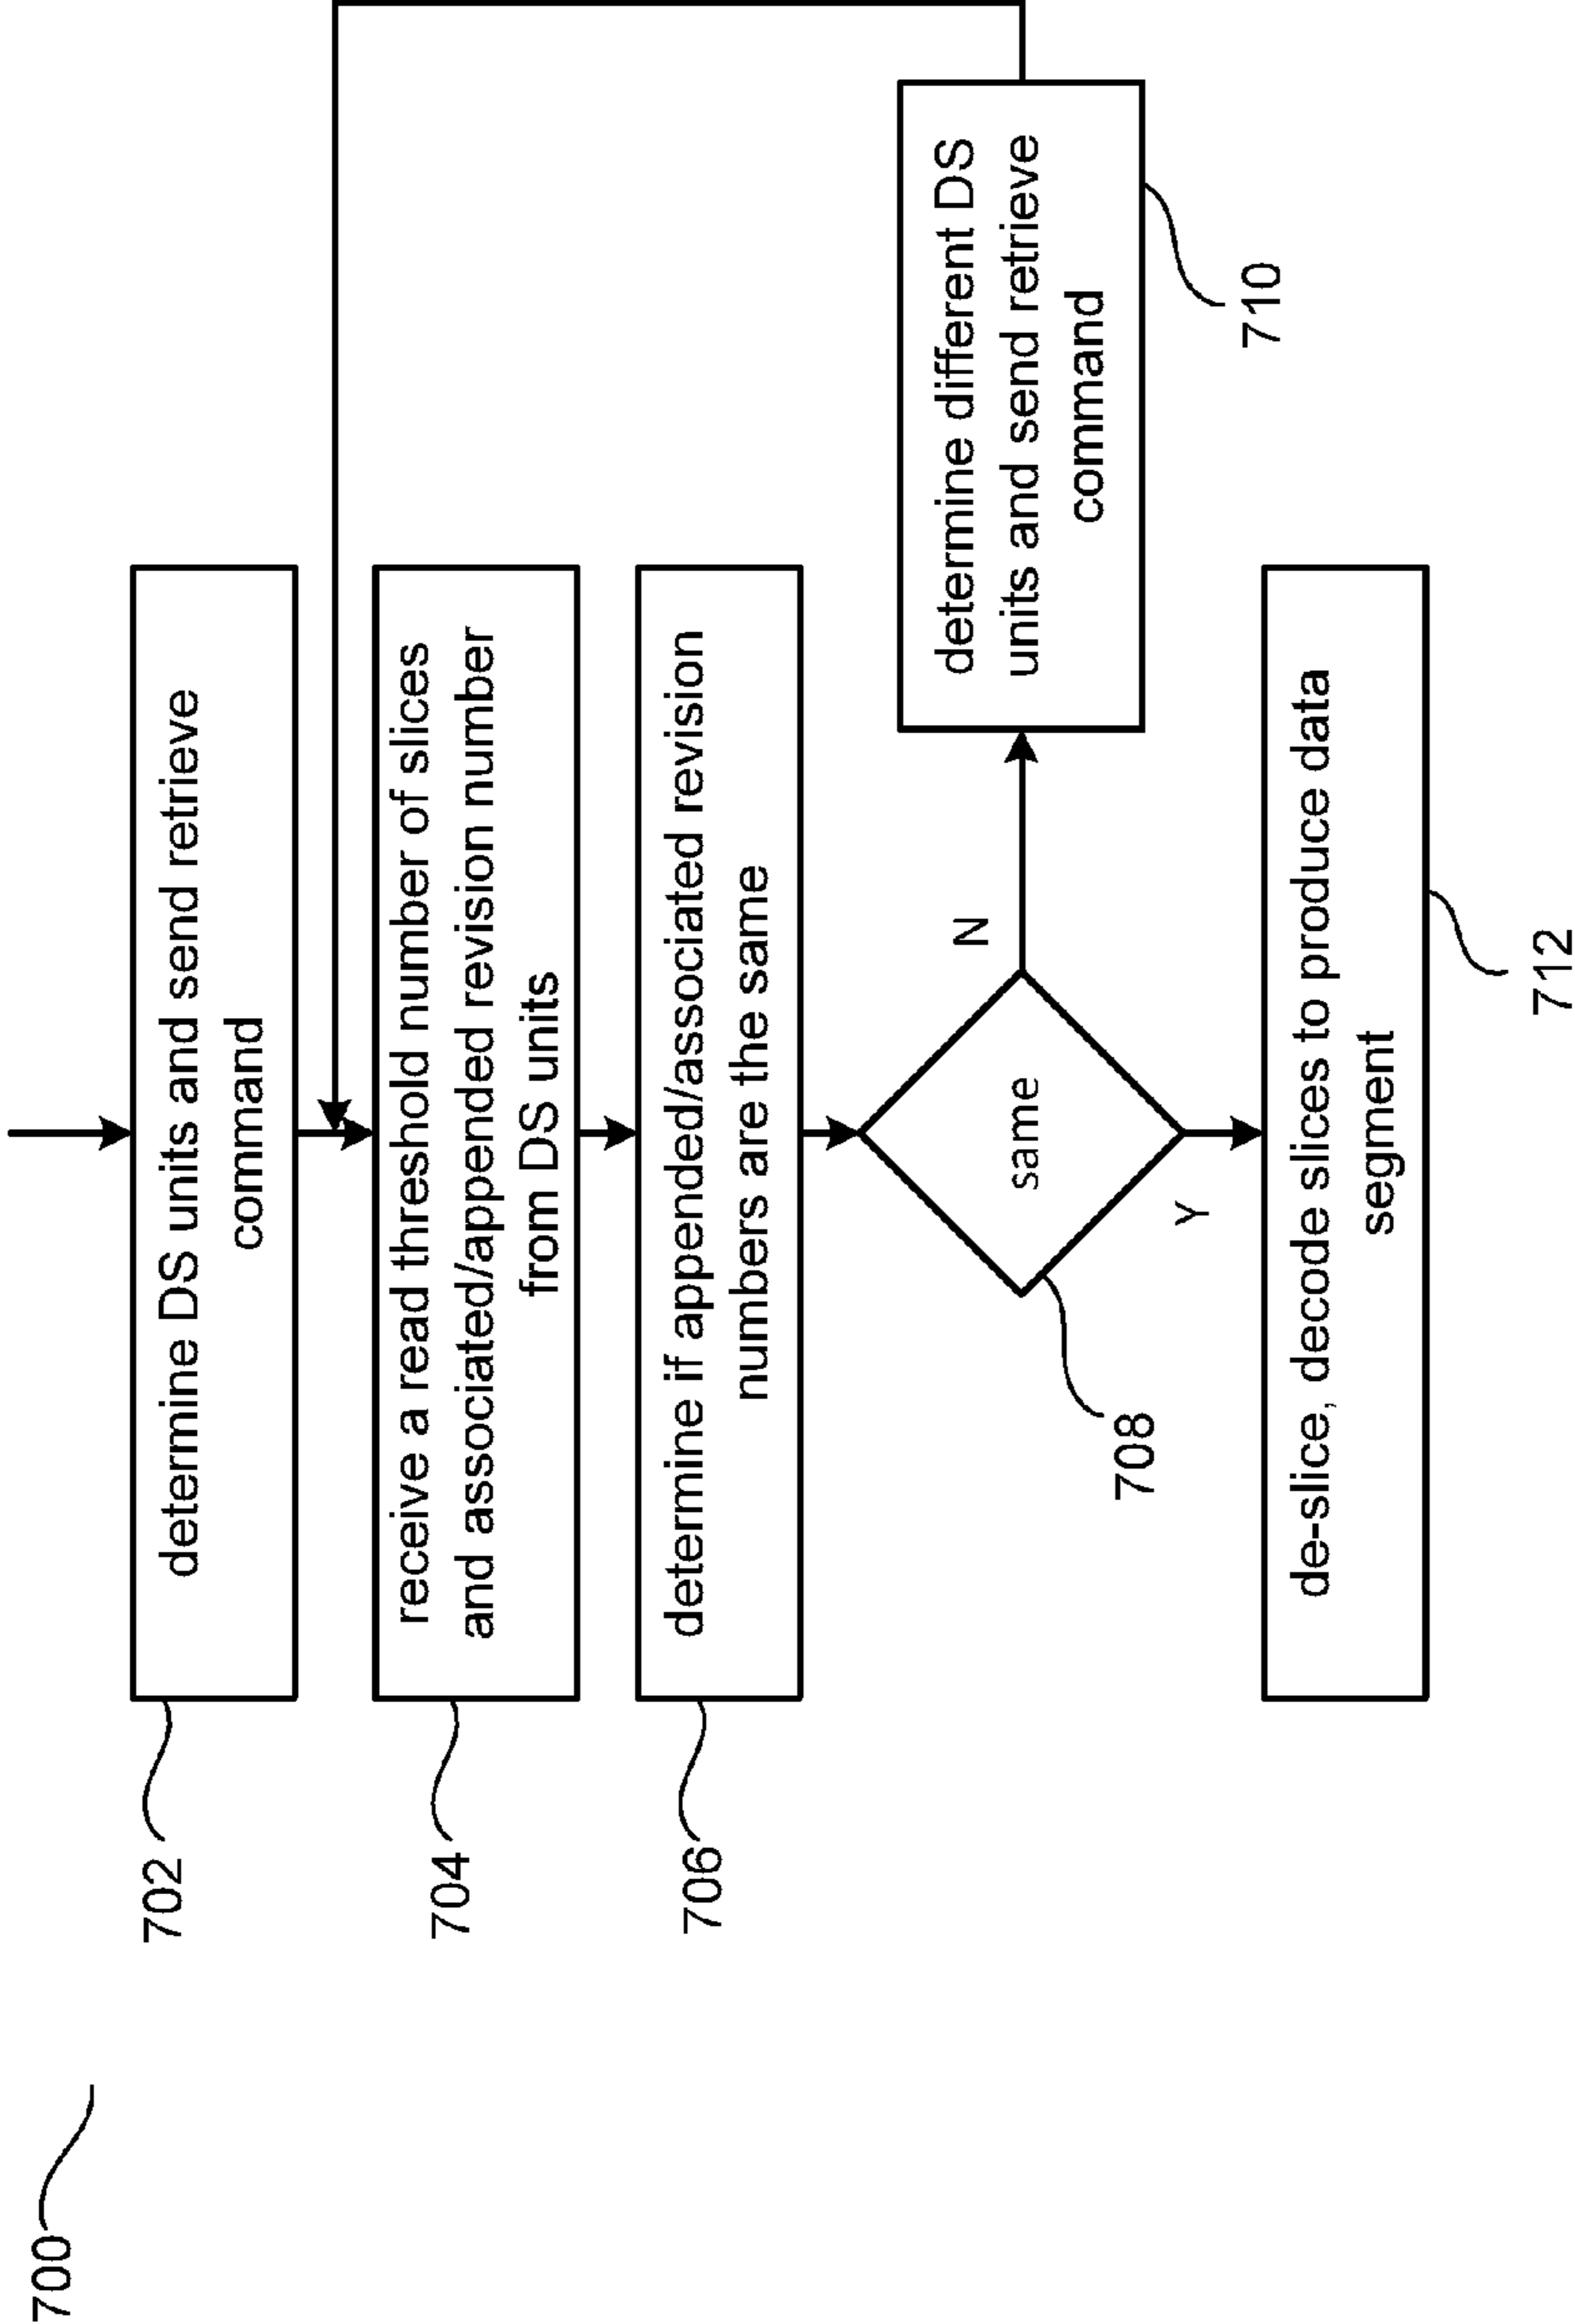 700
702
determine DS units and send retrieve
command
704
receive a read threshold number of slices
and associated/appended revision number
from DS units
706
determine if appended/associated revision
numbers are the same
708
same
N
Y
determine different DS
units and send retrieve
command
710
de-slice, decode slices to produce data
segment
712